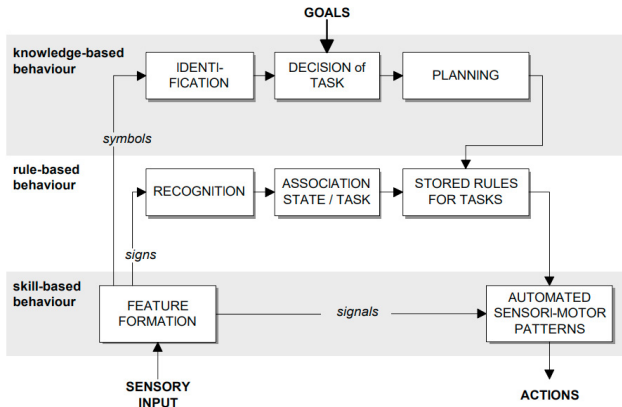 GOALS
knowledge-based
behaviour
IDENTI-
FICATION
DECISION of
TASK
PLANNING
symbols
rule-based
behaviour
RECOGNITION
ASSOCIATION
STATE / TASK
STORED RULES
FOR TASKS
signs
skill-based
behaviour
FEATURE
FORMATION
signals
AUTOMATED
SENSORI-MOTOR
PATTERNS
SENSORY
INPUT
ACTIONS